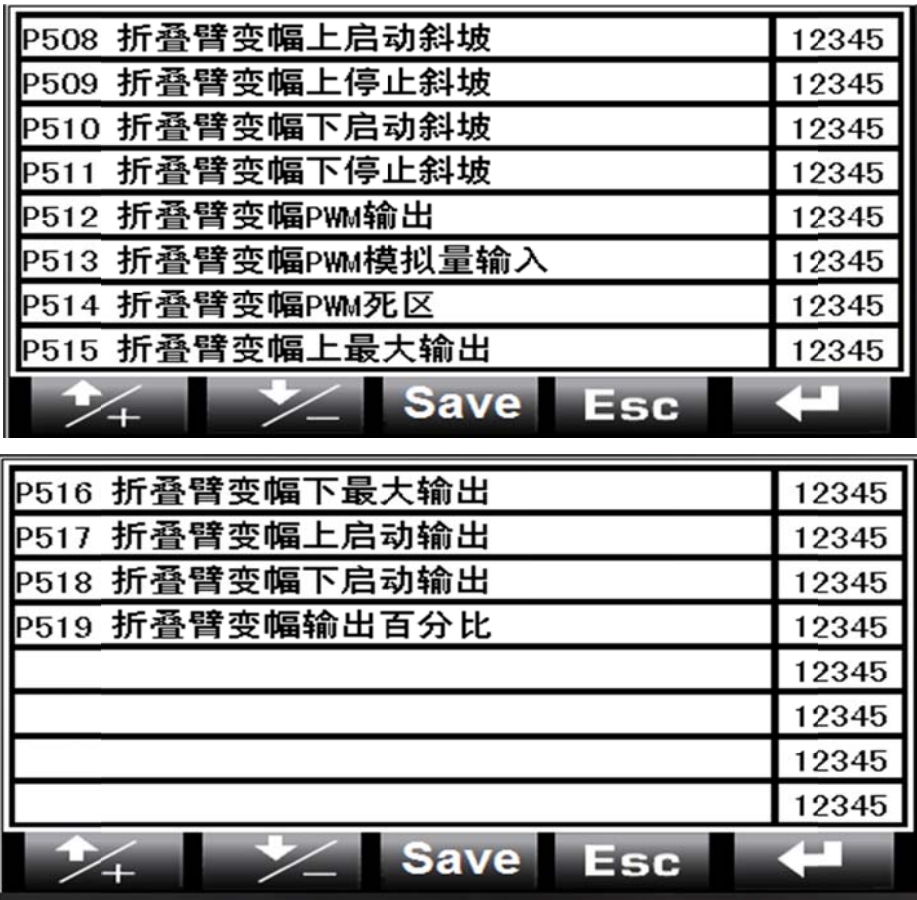 P508 折叠臂变幅上启动斜坡 12345
P509 折叠臂变幅上停止斜坡 12345
P510 折叠臂变幅下启动斜坡 12345
P511 折叠臂变幅下停止斜坡 12345
P512 折叠臂变幅PWM输出 12345
P513 折叠臂变幅PWM模拟量输入 12345
P514 折叠臂变幅PWM死区 12345
P515 折叠臂变幅上最大输出 12345
+ - Save Esc
P516 折叠臂变幅下最大输出 12345
P517 折叠臂变幅上启动输出 12345
P518 折叠臂变幅下启动输出 12345
P519 折叠臂变幅输出百分比 12345
12345
12345
12345
12345
+ - Save Esc